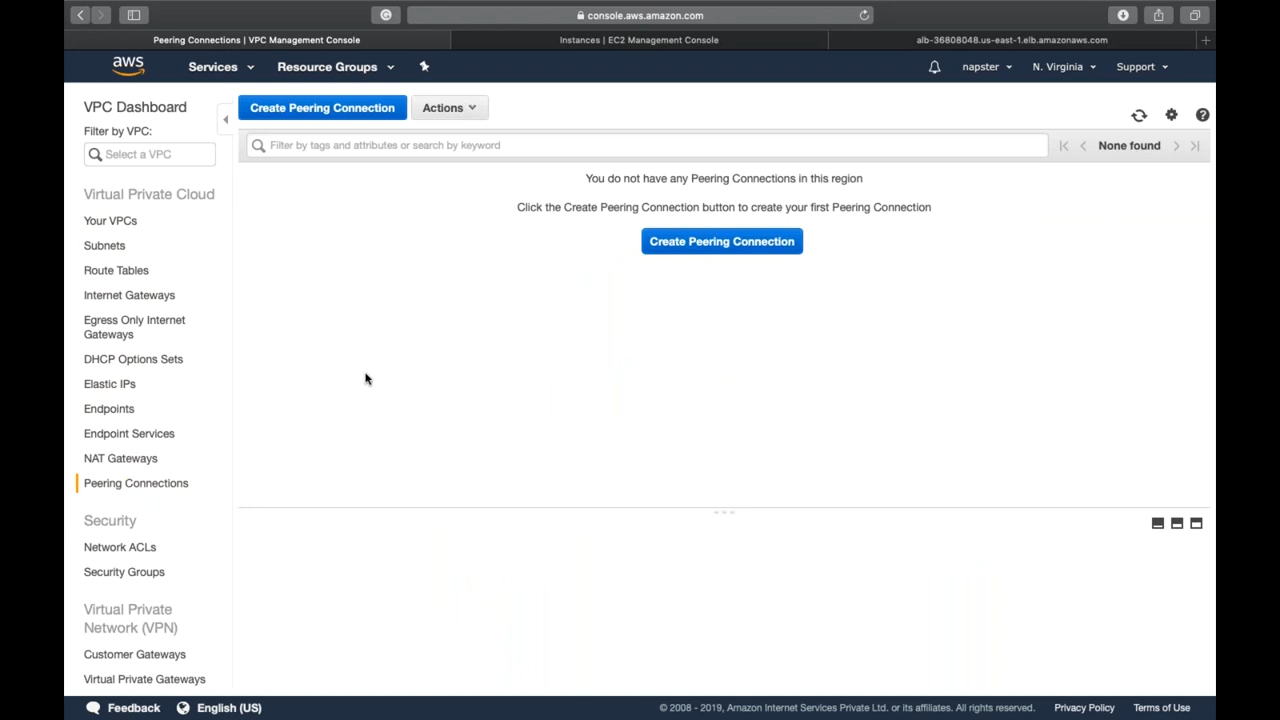 console.aws.amazon.com
Peering Connections | VPC Management Console
Instances | EC2 Management Console
alb-36808048.us-east-1.elb.amazonaws.com
aws
Services
Resource Groups
napster
N. Virginia
Support
VPC Dashboard
Filter by VPC:
Select a VPC
Virtual Private Cloud
Your VPCs
Subnets
Route Tables
Internet Gateways
Egress Only Internet
Gateways
DHCP Options Sets
Elastic IPs
Endpoints
Endpoint Services
NAT Gateways
Peering Connections
Security
Network ACLs
Security Groups
Virtual Private
Network (VPN)
Customer Gateways
Virtual Private Gateways
Create Peering Connection
Actions
Filter by tags and attributes or search by keyword
None found
You do not have any Peering Connections in this region
Click the Create Peering Connection button to create your first Peering Connection
Create Peering Connection
Feedback
English (US)
© 2008 - 2019, Amazon Internet Services Private Ltd. or its affiliates. All rights reserved.
Privacy Policy
Terms of Use